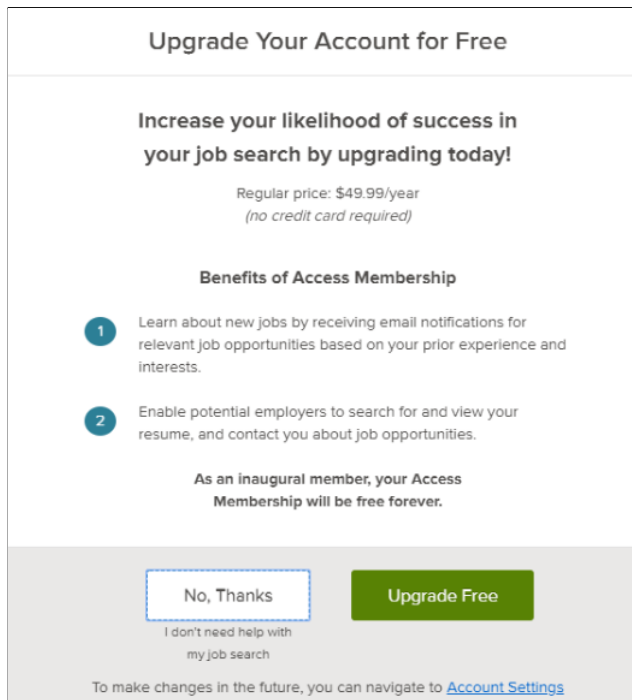 Upgrade Your Account for Free
Increase your likelihood of success in
your job search by upgrading today!
Regular price: $49.99/year
(no credit card required)
Benefits of Access Membership
1
Learn about new jobs by receiving email notifications for
relevant job opportunities based on your prior experience and
interests.
2
Enable potential employers to search for and view your
resume, and contact you about job opportunities.
As an inaugural member, your Access
Membership will be free forever.
No, Thanks
Upgrade Free
I don't need help with
my job search
To make changes in the future, you can navigate to Account Settings